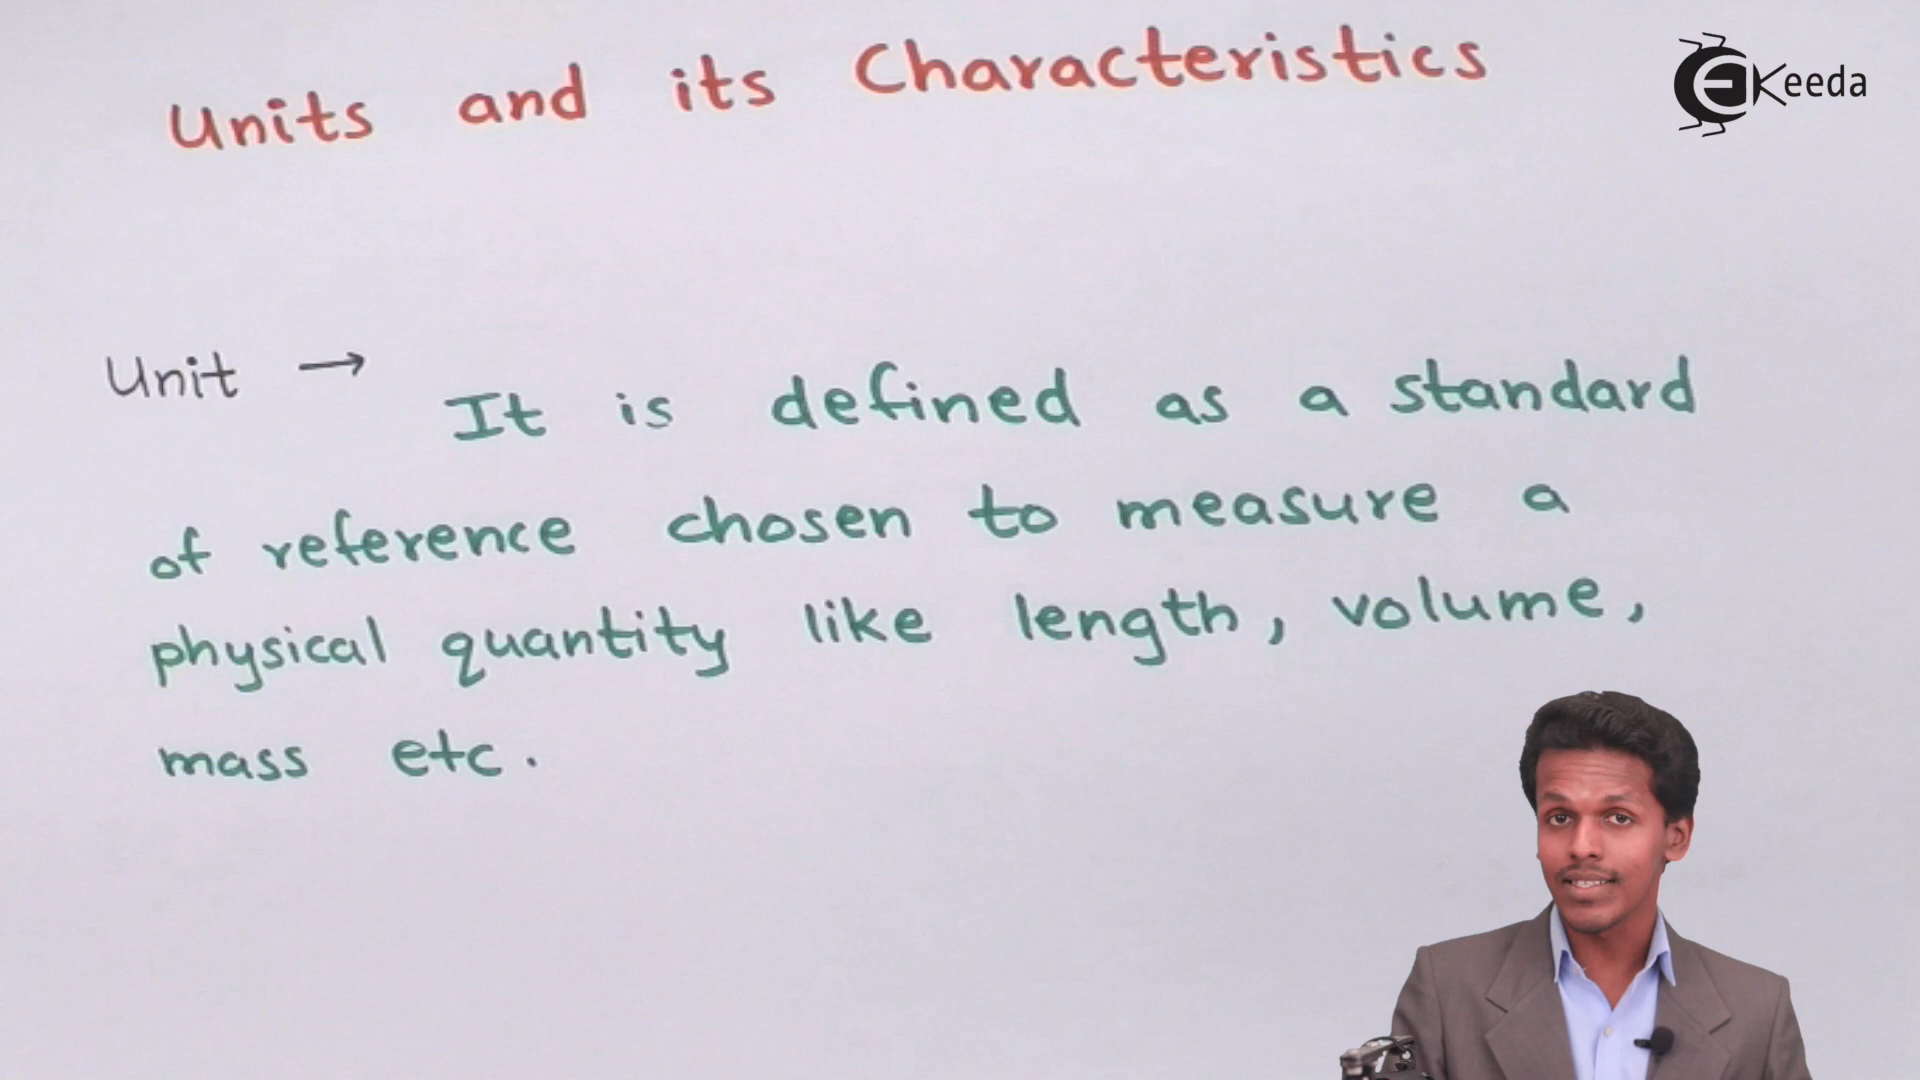 Units and its Characteristics
EKeeda
Unit → It is defined as a standard
of reference chosen to measure a
physical quantity like length, volume,
mass etc.